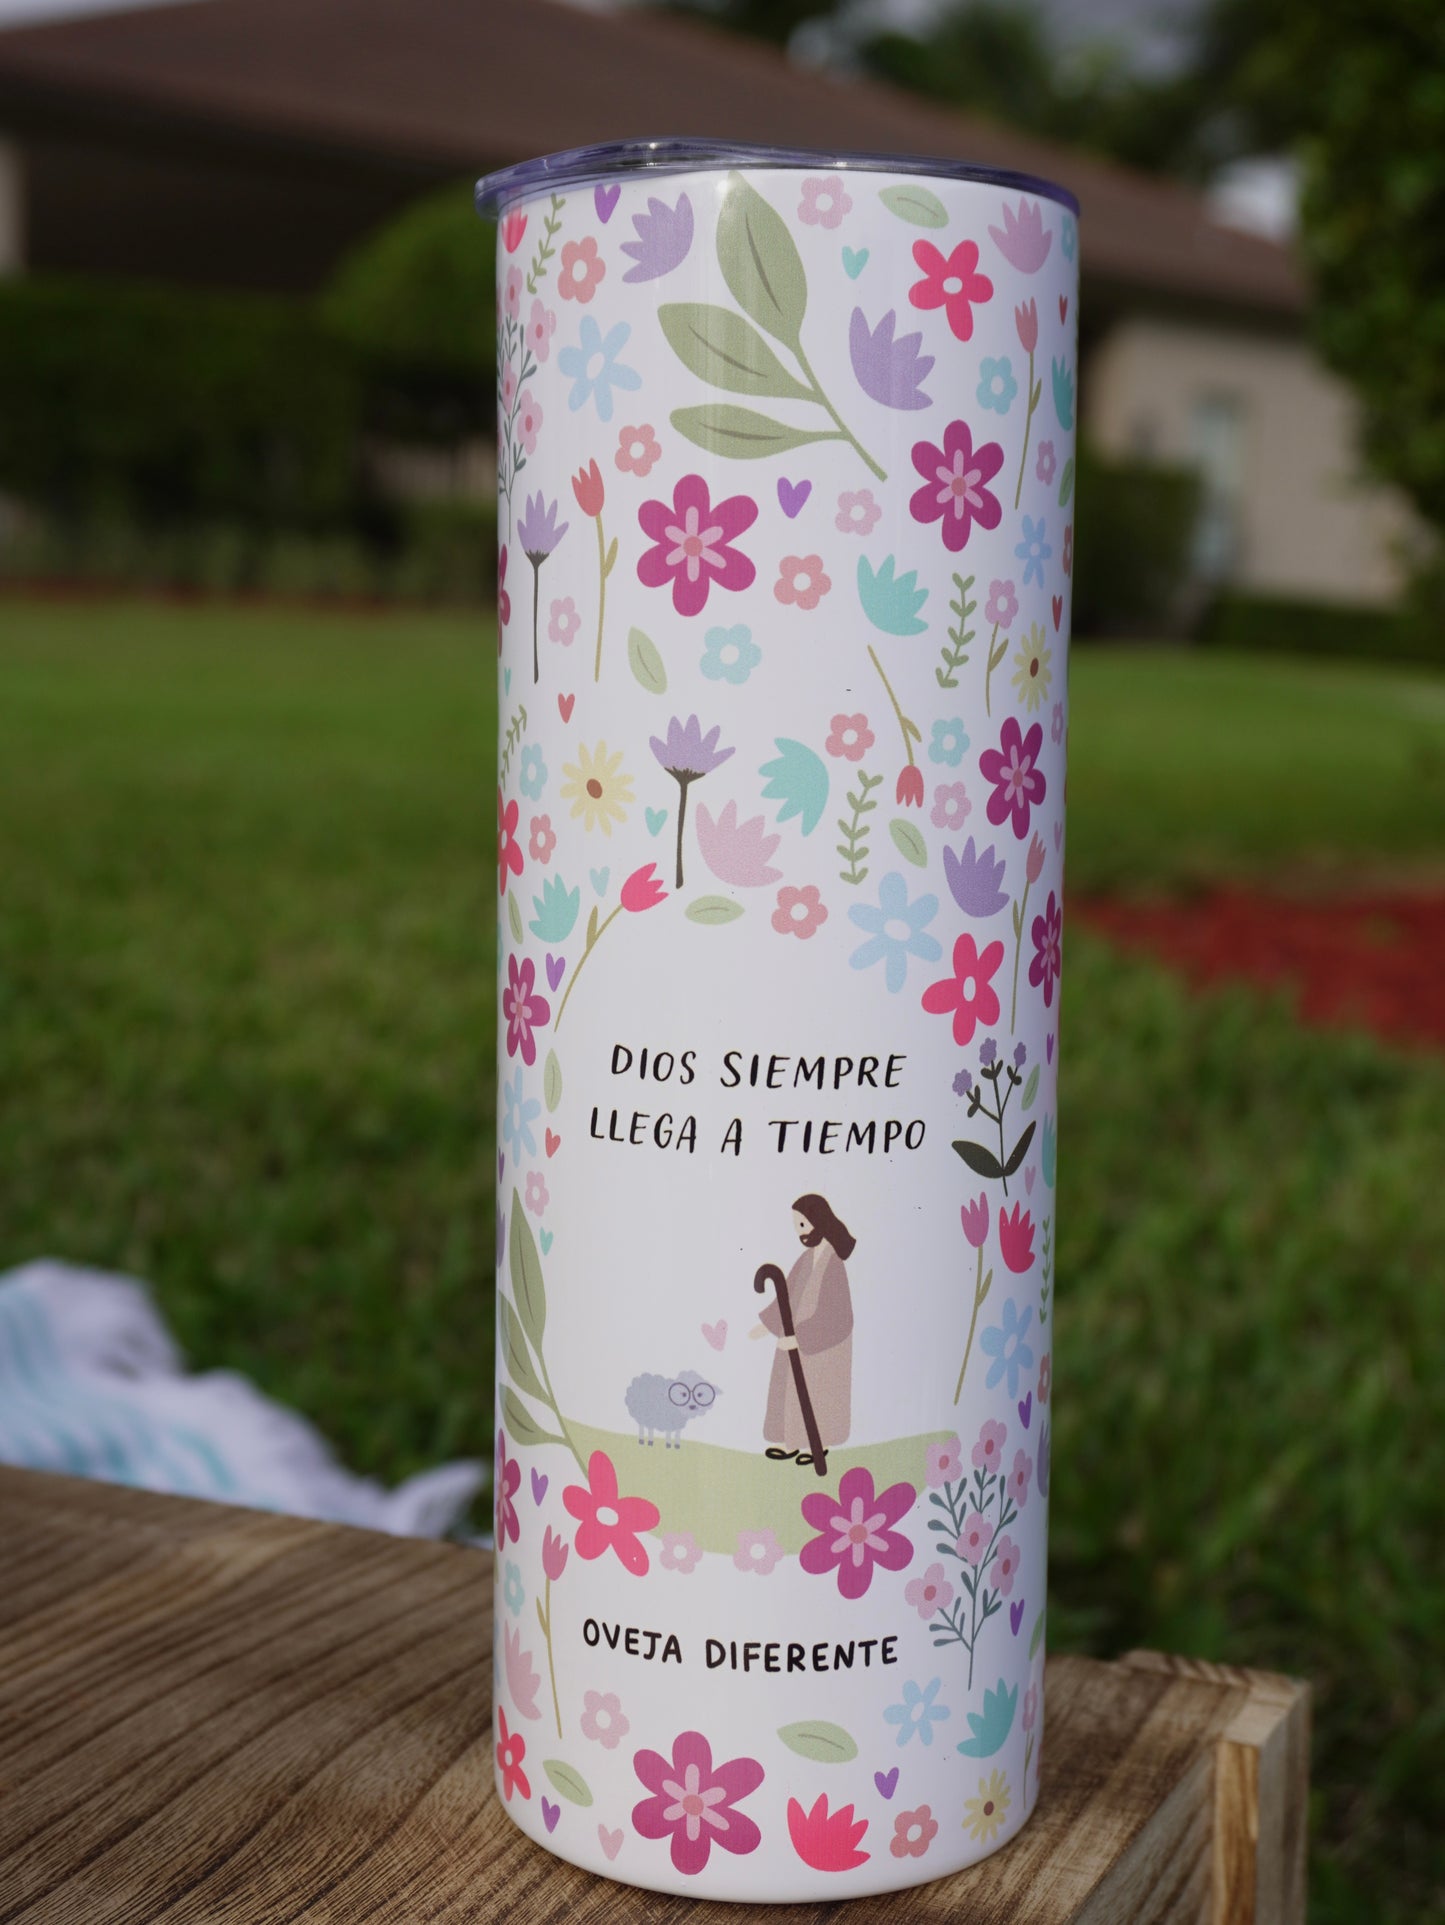 DIOS SIEMPRE
LLEGA A TIEMPO
OVEJA DIFERENTE